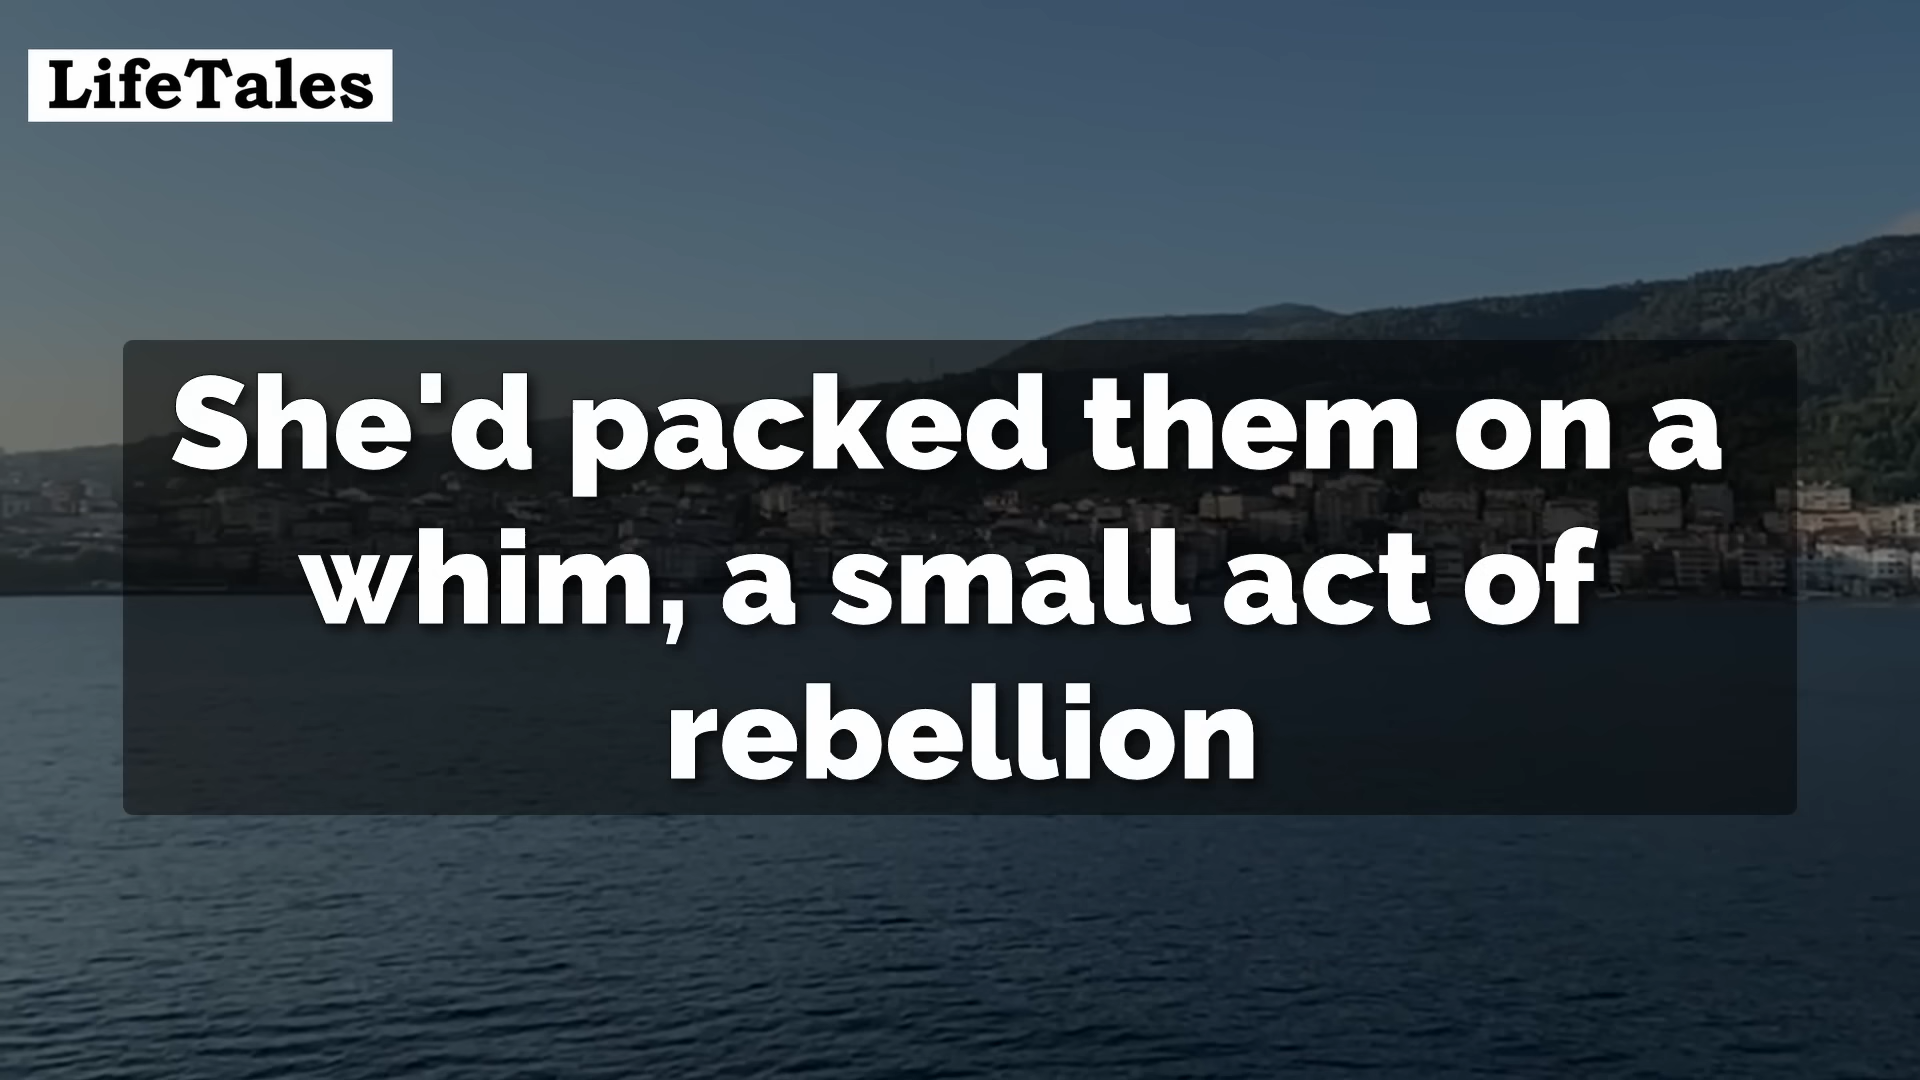 LifeTales
She'd packed them on a
whim, a small act of
rebellion